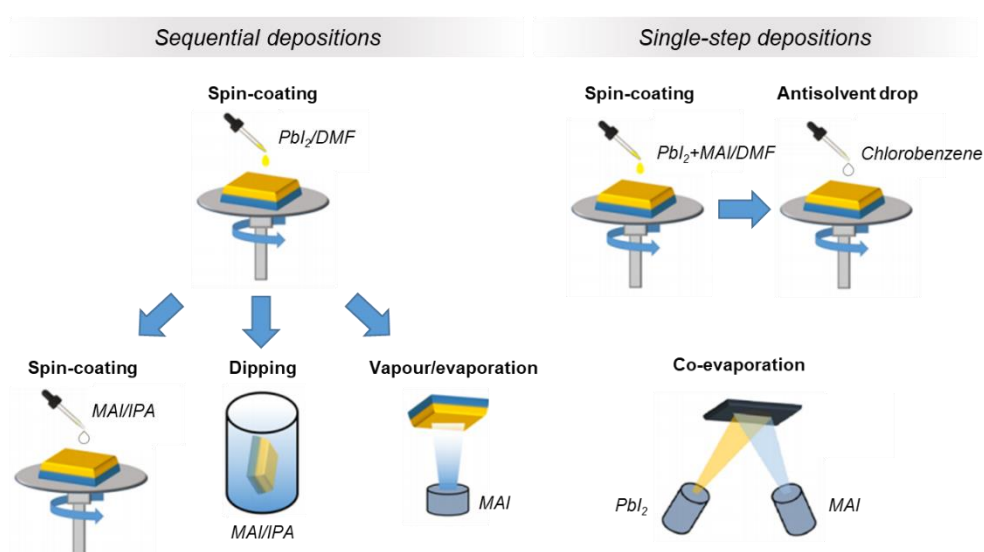 Sequential depositions
Single-step depositions
Spin-coating
PbI₂/DMF
Spin-coating
PbI₂+MAI/DMF
Antisolvent drop
Chlorobenzene
Spin-coating
MAI/IPA
Dipping
MAI/IPA
Vapour/evaporation
MAI
Co-evaporation
PbI₂
MAI